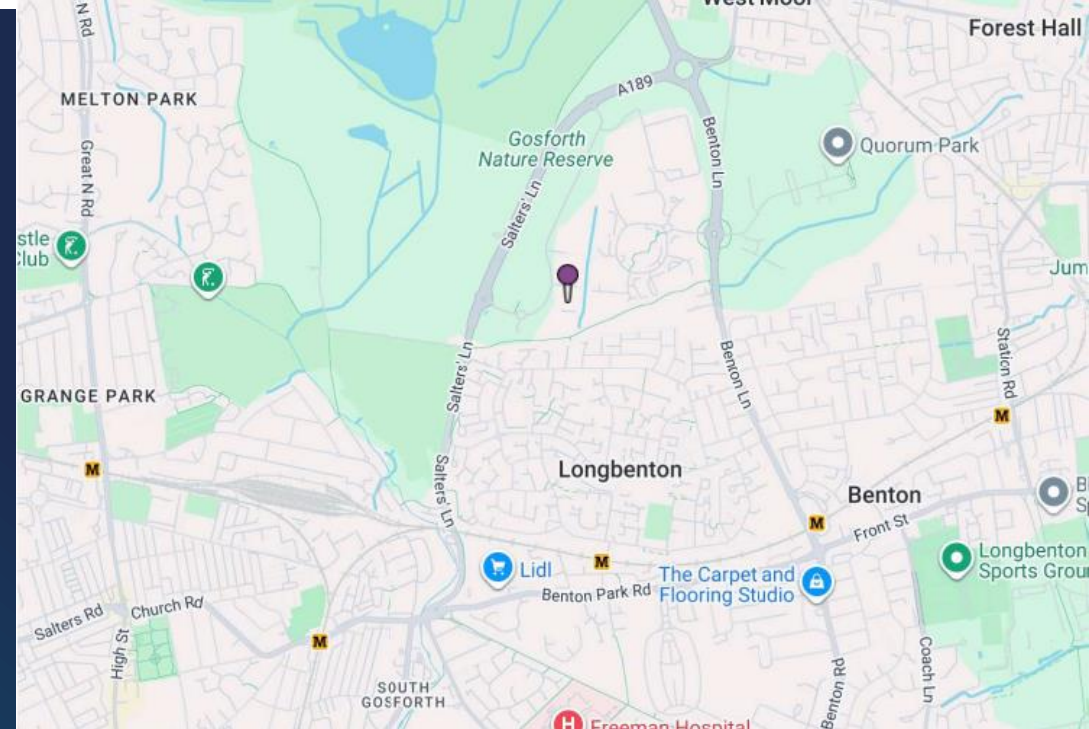 West Moor
N Rd
Forest Hall
A189
MELTON PARK
Gosforth
Nature Reserve
Benton Ln
Quorum Park
Great N Rd
Salters' Ln
stle
Club
Jum
Salters' Ln
Benton Ln
Station Rd
GRANGE PARK
M
M
Longbenton
Salters' Ln
Benton
M
Front St
Lidl
M
The Carpet and
Flooring Studio
Longbenton
Sports Grou
Benton Park Rd
Church Rd
Salters Rd
High St
M
Coach Ln
SOUTH
GOSFORTH
Benton Rd
H
Freeman Hospital